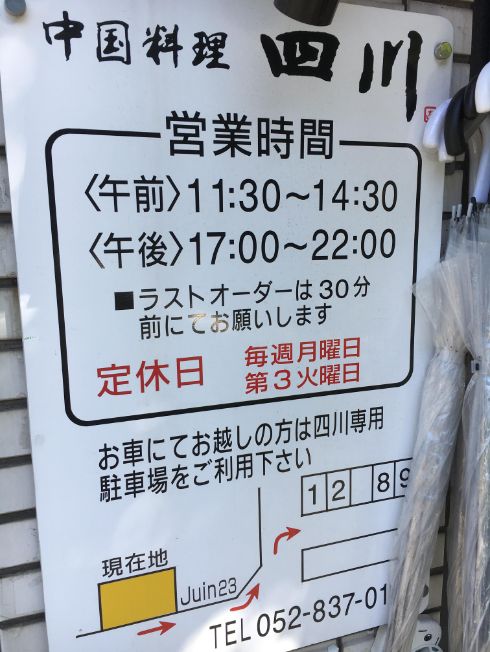 中国料理 四川
営業時間
〈午前〉11:30〜14:30
〈午後〉17:00〜22:00
■ラストオーダーは30分
前にてお願いします
定休日 毎週月曜日
第3火曜日
お車にてお越しの方は四川専用
駐車場をご利用下さい
1 2 8 9
現在地
Juin23
TEL 052-837-01